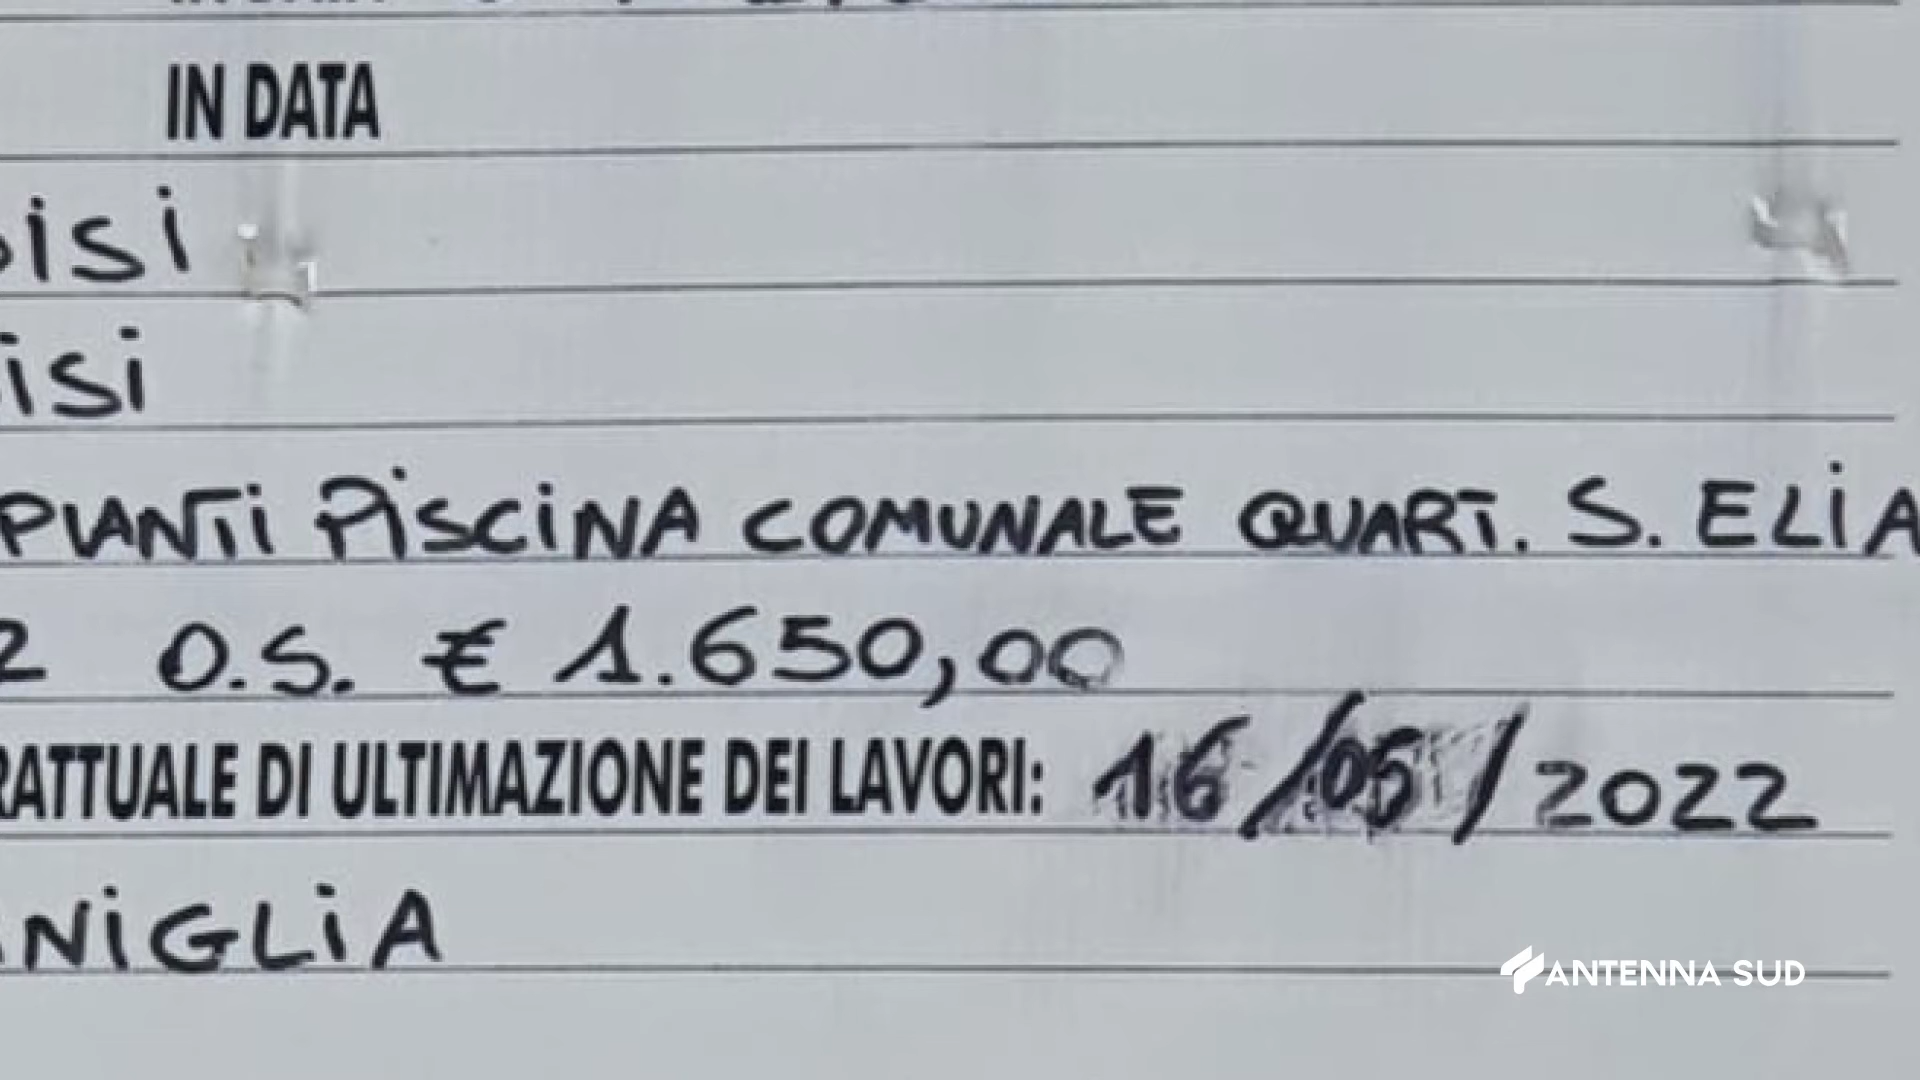 IN DATA
isi
isi
PIANTI PISCINA COMUNALE QUART. S. ELIA
2 O.S. € 1.650,00
RATTUALE DI ULTIMAZIONE DEI LAVORI: 16/05/2022
NIGLIA
ANTENNA SUD